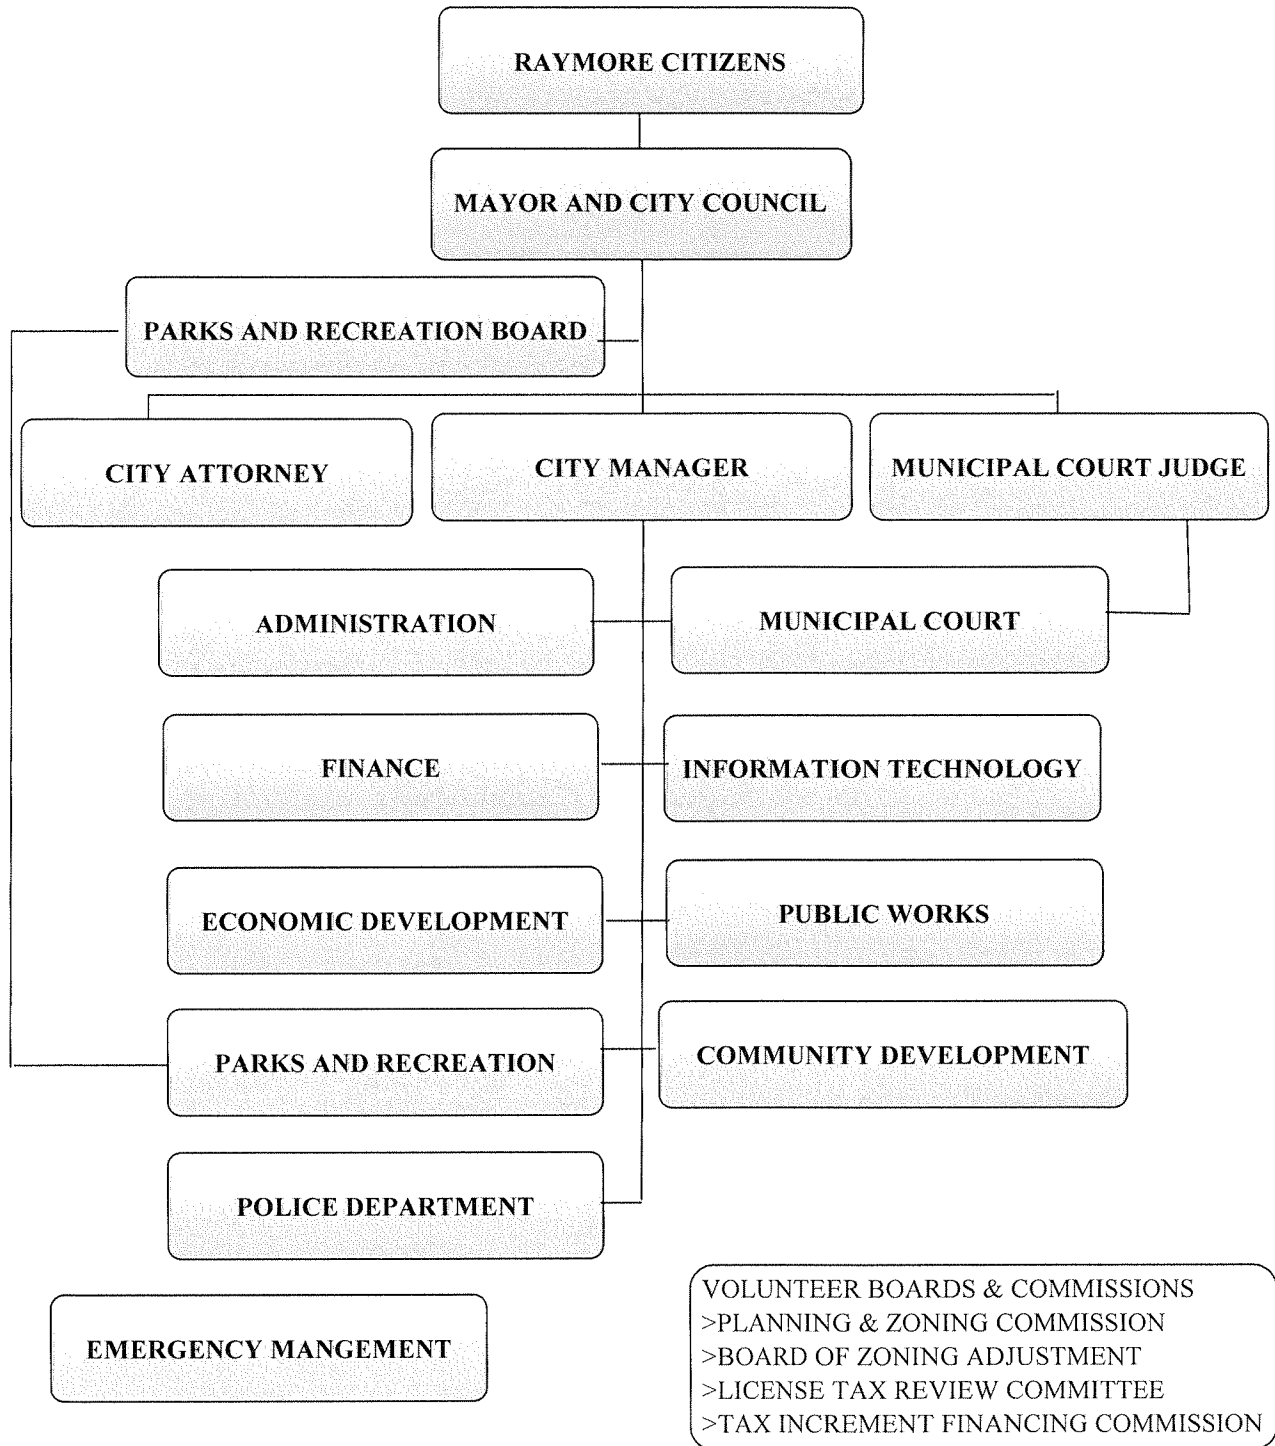 RAYMORE CITIZENS
MAYOR AND CITY COUNCIL
PARKS AND RECREATION BOARD
CITY ATTORNEY
CITY MANAGER
MUNICIPAL COURT JUDGE
ADMINISTRATION
MUNICIPAL COURT
FINANCE
INFORMATION TECHNOLOGY
ECONOMIC DEVELOPMENT
PUBLIC WORKS
PARKS AND RECREATION
COMMUNITY DEVELOPMENT
POLICE DEPARTMENT
EMERGENCY MANGEMENT
VOLUNTEER BOARDS & COMMISSIONS
>PLANNING & ZONING COMMISSION
>BOARD OF ZONING ADJUSTMENT
>LICENSE TAX REVIEW COMMITTEE
>TAX INCREMENT FINANCING COMMISSION